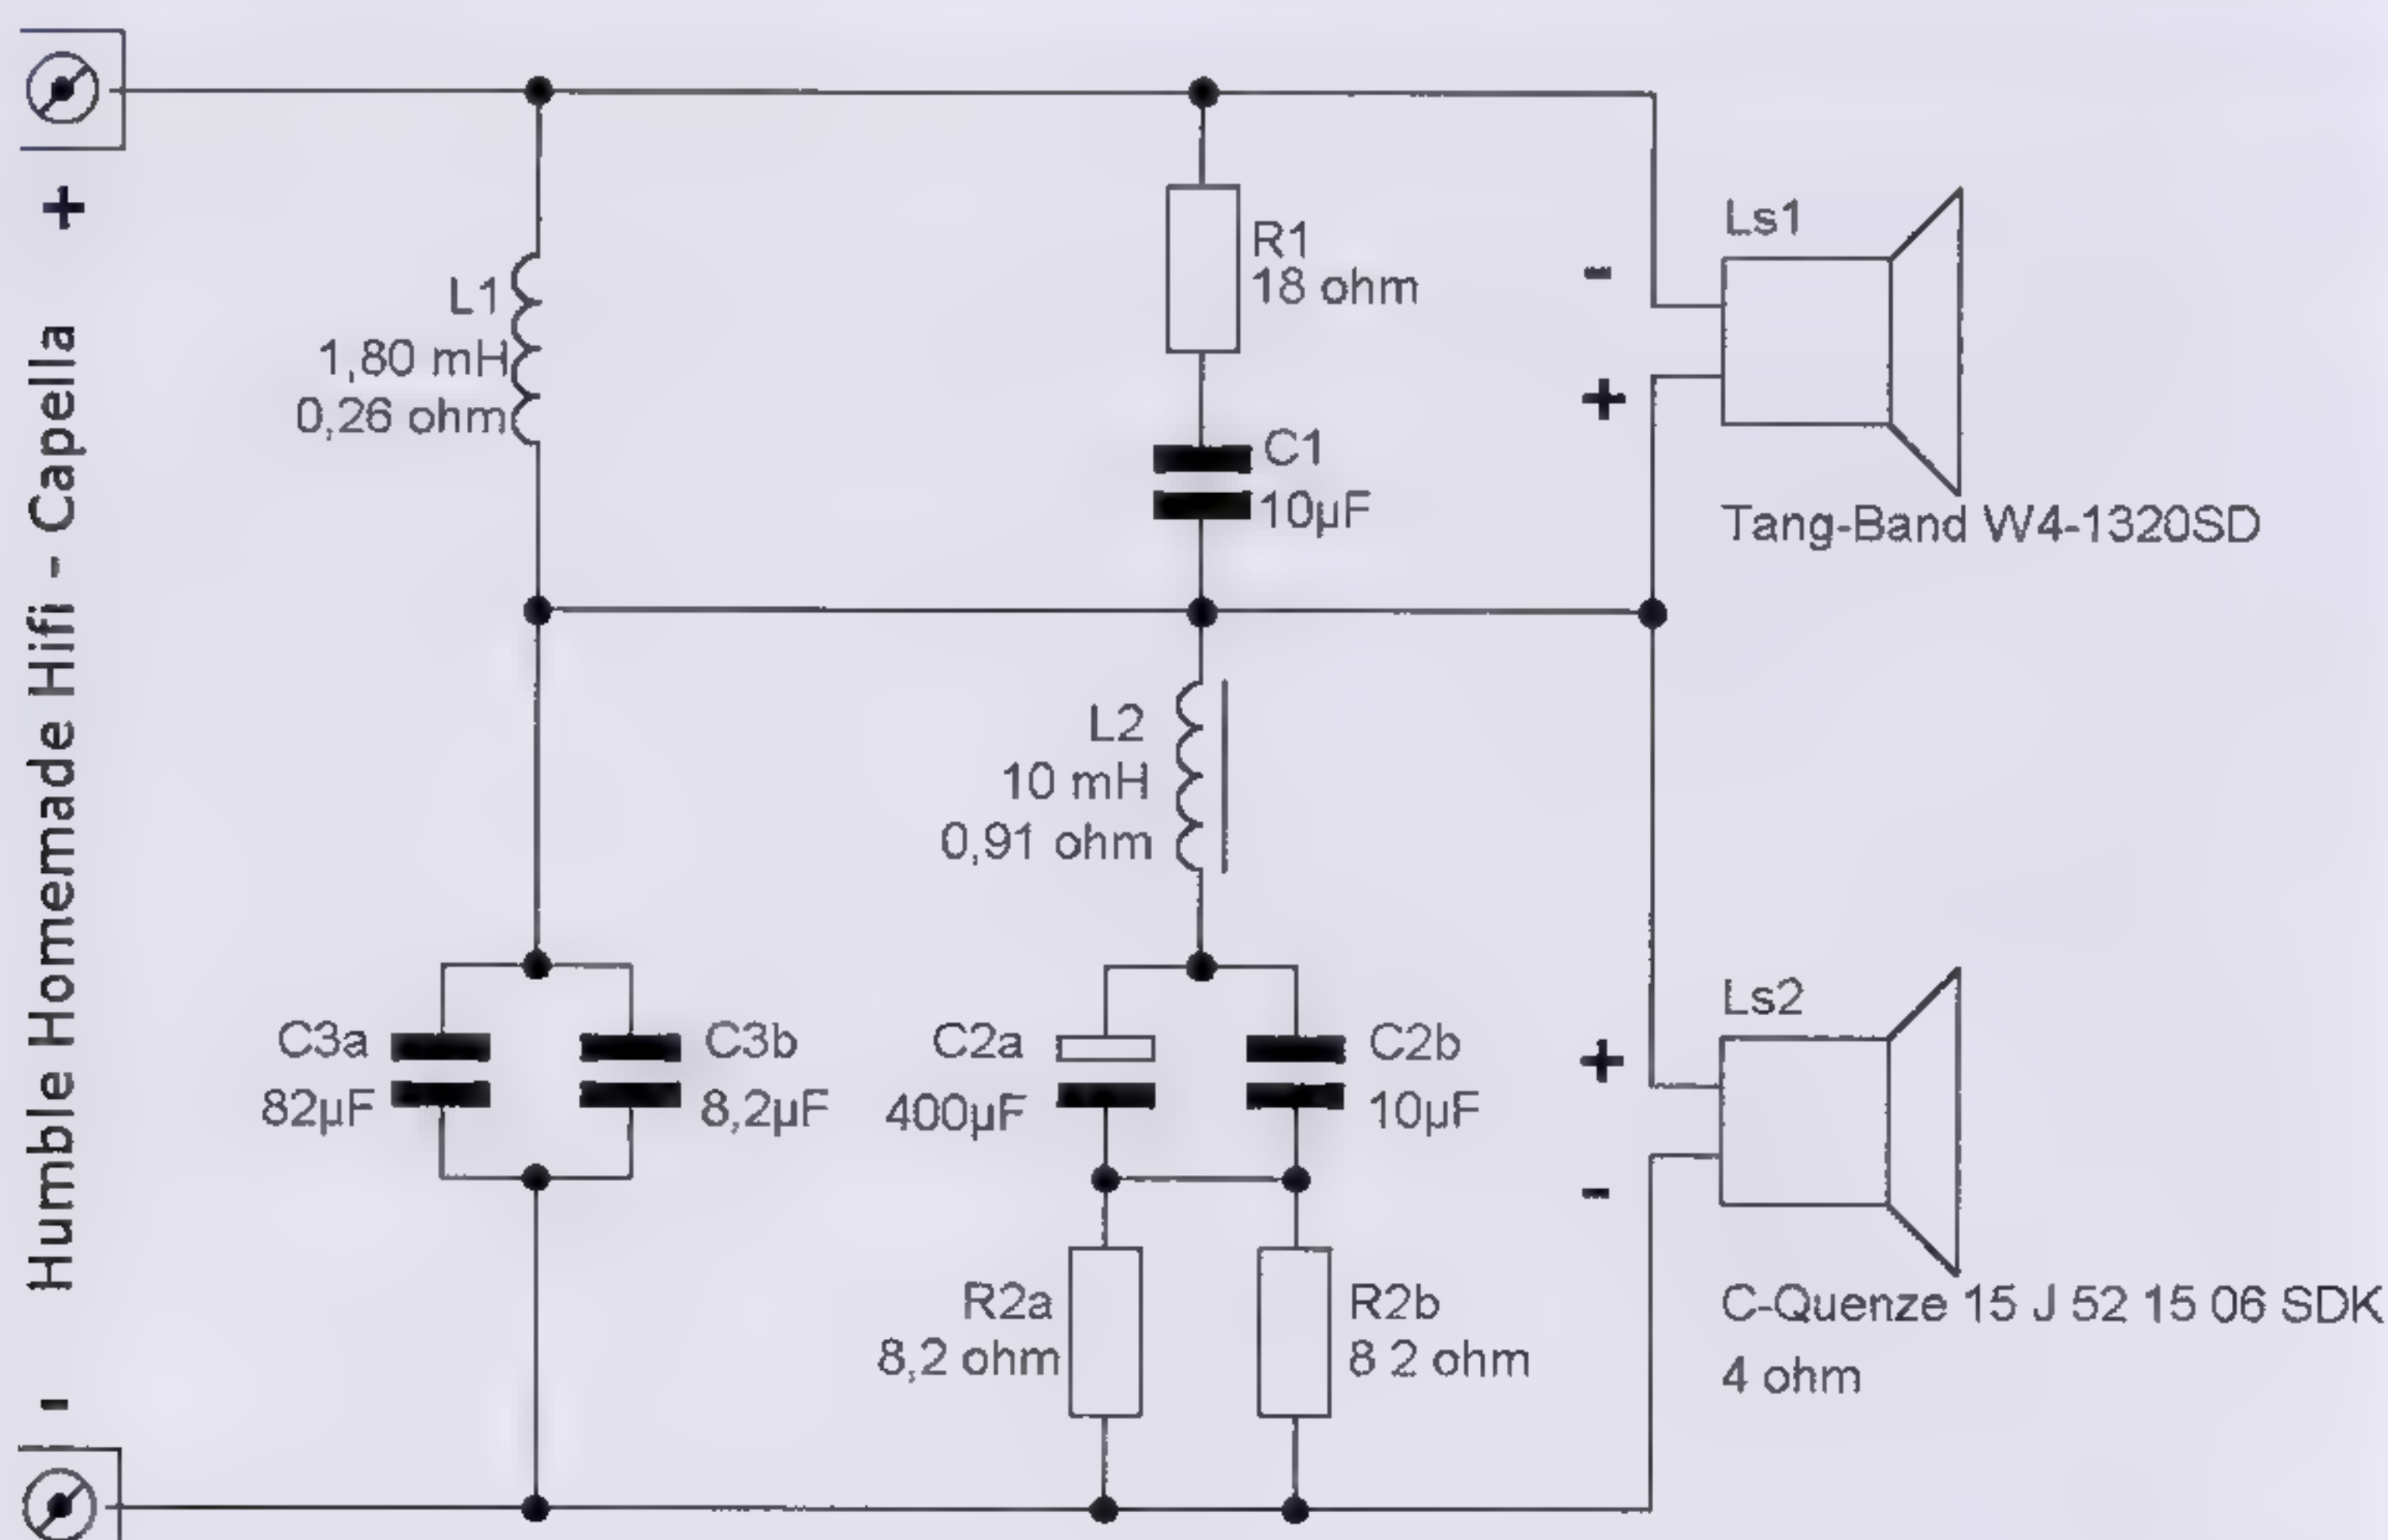 +
Humble Homemade Hifi - Capella
-
L1
1,80 mH
0,26 ohm
R1
18 ohm
C1
10µF
Ls1
-
+
Tang-Band W4-1320SD
L2
10 mH
0,91 ohm
C3a
82µF
C3b
8,2µF
C2a
400µF
C2b
10µF
R2a
8,2 ohm
R2b
8 2 ohm
Ls2
+
-
C-Quenze 15 J 52 15 06 SDK
4 ohm